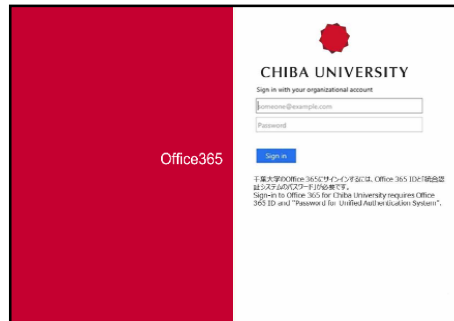 Office365
CHIBA UNIVERSITY
Sign in with your organizational account
someone@example.com
Password
Sign in
千葉大学のOffice 365にサインインするには、Office 365 IDと「統合認
証システムのパスワード」が必要です。
Sign-in to Office 365 for Chiba University requires Office
365 ID and "Password for Unified Authentication System".